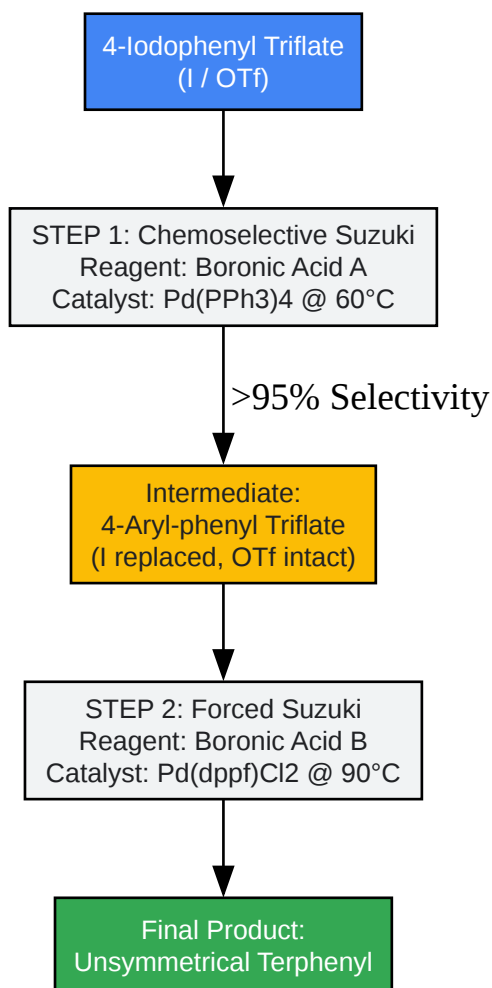 4-Iodophenyl Triflate
(I / OTf)
STEP 1: Chemoselective Suzuki
Reagent: Boronic Acid A
Catalyst: Pd(PPh3)4 @ 60°C
>95% Selectivity
Intermediate:
4-Aryl-phenyl Triflate
(I replaced, OTf intact)
STEP 2: Forced Suzuki
Reagent: Boronic Acid B
Catalyst: Pd(dppf)Cl2 @ 90°C
Final Product:
Unsymmetrical Terphenyl